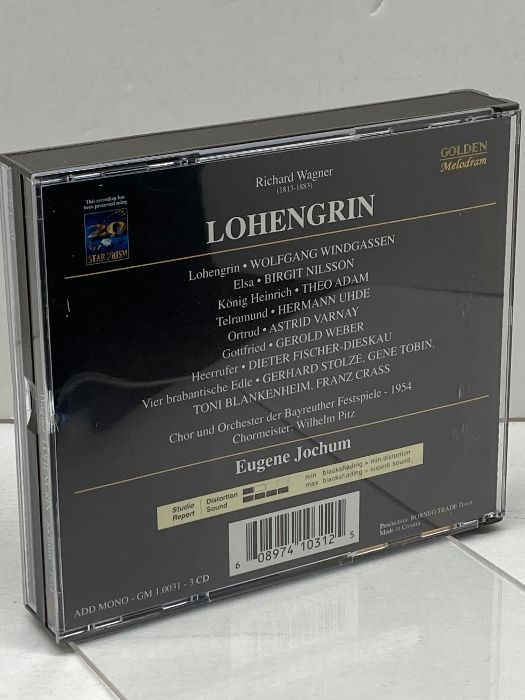 GOLDEN
Melodram
Richard Wagner
(1813-1883)
This recording has
been processed using
20
STAR PRISM
LOHENGRIN
Lohengrin • WOLFGANG WINDGASSEN
Elsa • BIRGIT NILSSON
König Heinrich • THEO ADAM
Telramund • HERMANN UHDE
Ortrud • ASTRID VARNAY
Gottfried • GEROLD WEBER
Heerrufer • DIETER FISCHER-DIESKAU
Vier brabantische Edle • GERHARD STOLZE, GENE TOBIN,
TONI BLANKENHEIM, FRANZ CRASS
Chor und Orchester der Bayreuther Festspiele - 1954
Chormeister: Wilhelm Pitz
Eugene Jochum
Studio
Report
Distortion
Sound
min blackshading = min.distortion
max blackshading = superb sound
6 08974 10312 5
Production: BORNEO TRADE D.o.o.
Made in Croatia
ADD MONO - GM 1.0031 - 3 CD